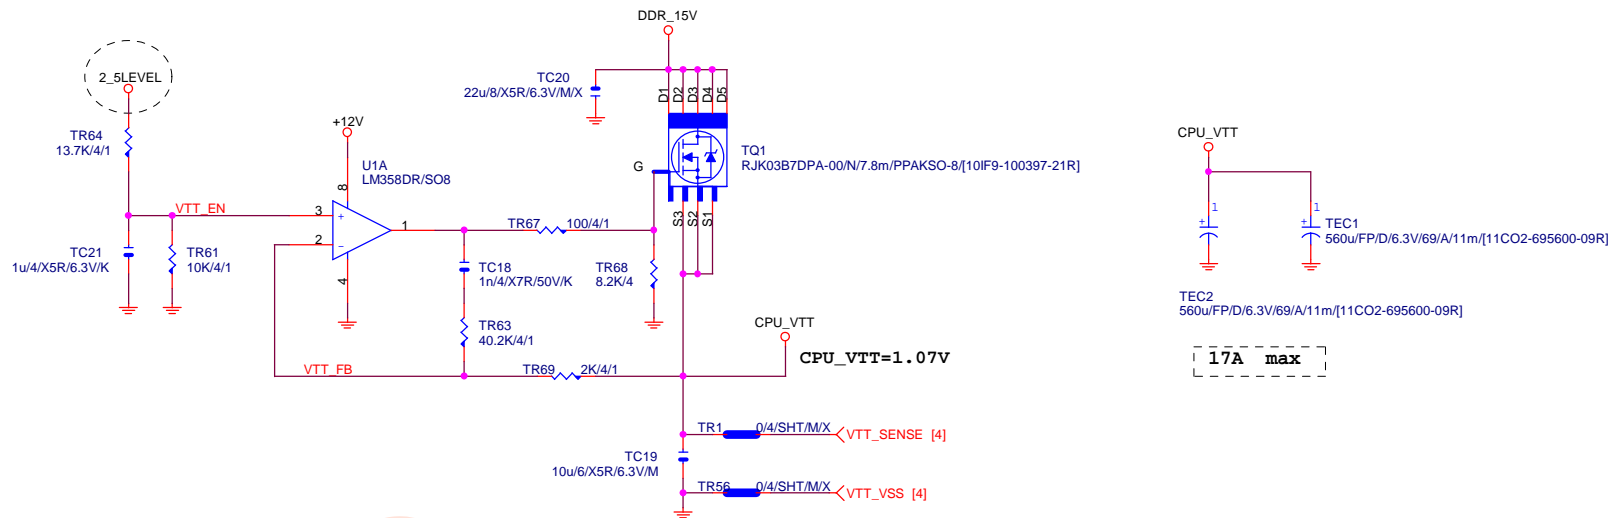 DDR_15V
2_5LEVEL
TC20
22u/8/X5R/6.3V/M/X
D1
D2
D3
D4
D5
TR64
13.7K/4/1
+12V
CPU_VTT
U1A
LM358DR/SO8
TQ1
RJK03B7DPA-00/N/7.8m/PPAKSO-8/[10IF9-100397-21R]
G
8
VTT_EN
3
+
1
2
-
4
S3
S2
S1
TR67
100/4/1
1
+
1
+
TEC1
560u/FP/D/6.3V/69/A/11m/[11CO2-695600-09R]
TC21
1u/4/X5R/6.3V/K
TR61
10K/4/1
TC18
1n/4/X7R/50V/K
TR68
8.2K/4
TEC2
560u/FP/D/6.3V/69/A/11m/[11CO2-695600-09R]
TR63
40.2K/4/1
CPU_VTT
CPU_VTT=1.07V
17A max
VTT_FB
TR69
2K/4/1
TR1
0/4/SHT/M/X
VTT_SENSE [4]
TC19
10u/6/X5R/6.3V/M
TR56
0/4/SHT/M/X
VTT_VSS [4]